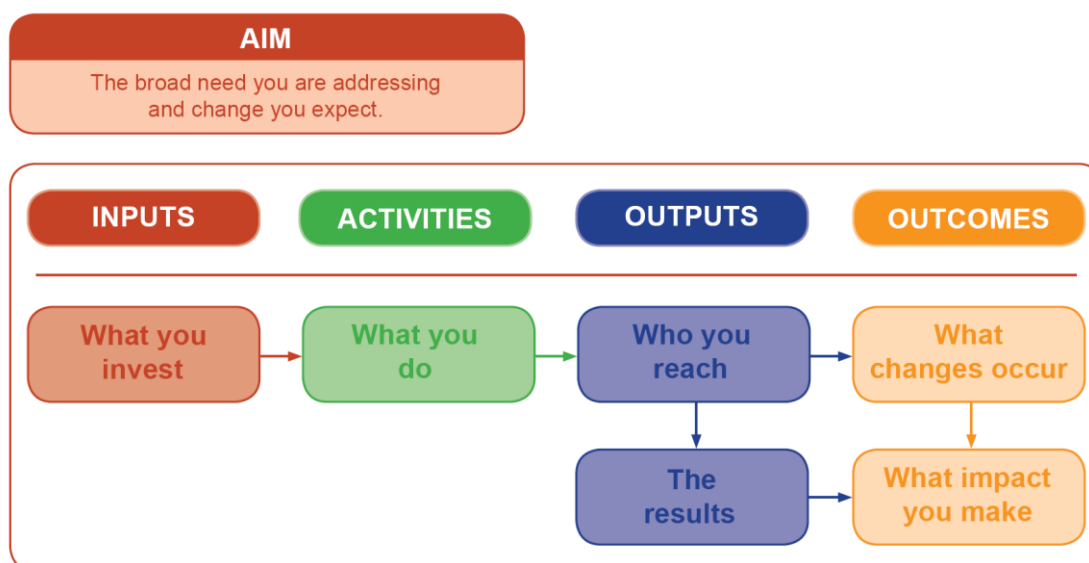 AIM
The broad need you are addressing
and change you expect.
INPUTS
ACTIVITIES
OUTPUTS
OUTCOMES
What you
invest
What you
do
Who you
reach
What
changes occur
The
results
What impact
you make